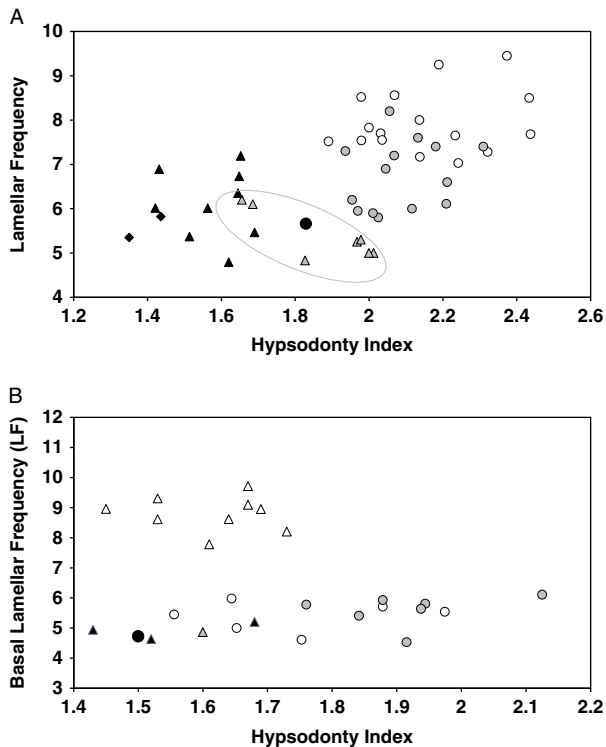 A
10
9
8
7
6
5
4
Lamellar Frequency
1.2 1.4 1.6 1.8 2 2.2 2.4 2.6
Hypsodonty Index
B
12
11
10
9
8
7
6
5
4
3
Basal Lamellar Frequency (LF)
1.4 1.5 1.6 1.7 1.8 1.9 2 2.1 2.2
Hypsodonty Index